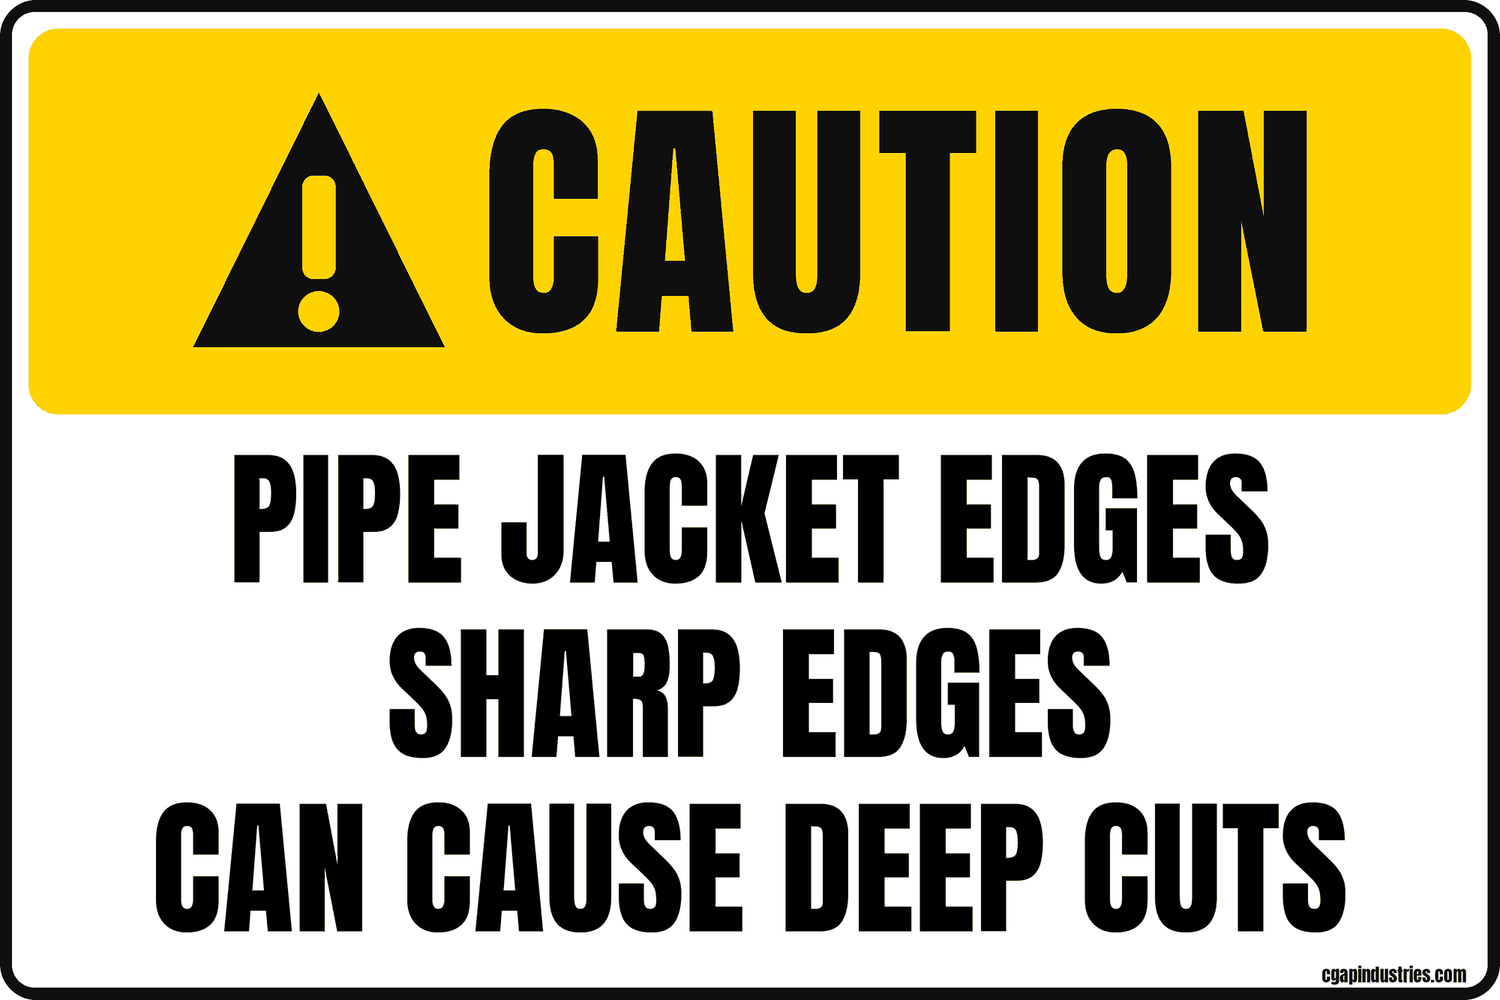 CAUTION
PIPE JACKET EDGES
SHARP EDGES
CAN CAUSE DEEP CUTS
cgapindustries.com